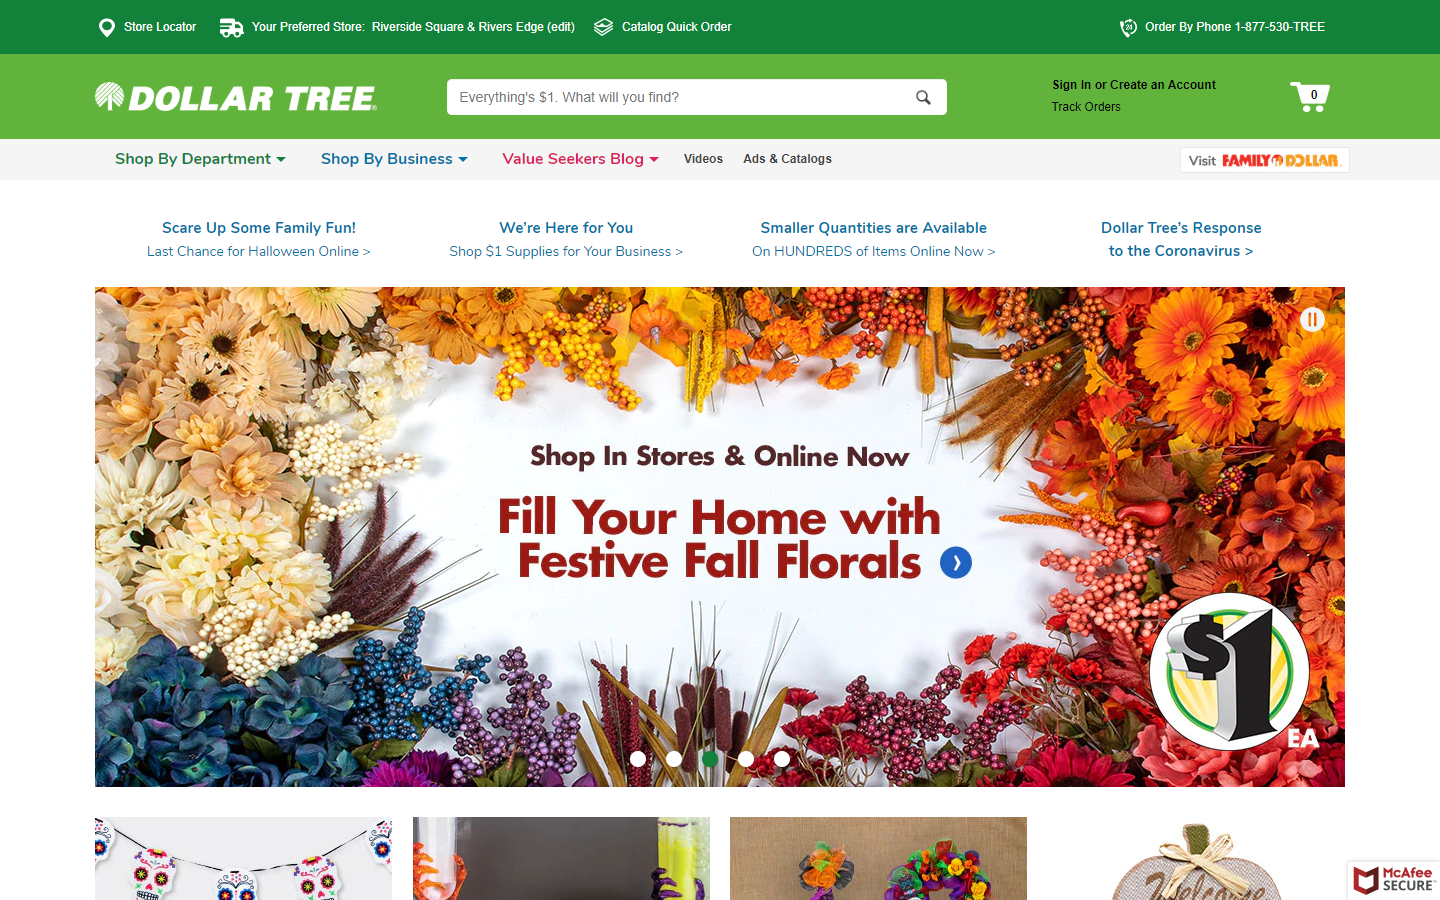 Store Locator
Your Preferred Store: Riverside Square & Rivers Edge (edit)
Catalog Quick Order
Order By Phone 1-877-530-TREE
DOLLAR TREE
Everything's $1. What will you find?
Sign In or Create an Account
Track Orders
0
Shop By Department
Shop By Business
Value Seekers Blog
Videos
Ads & Catalogs
Visit FAMILY DOLLAR
Scare Up Some Family Fun!
Last Chance for Halloween Online >
We're Here for You
Shop $1 Supplies for Your Business >
Smaller Quantities are Available
On HUNDREDS of Items Online Now >
Dollar Tree's Response
to the Coronavirus >
Shop In Stores & Online Now
Fill Your Home with
Festive Fall Florals
$1
EA
Welcome
McAfee
SECURE